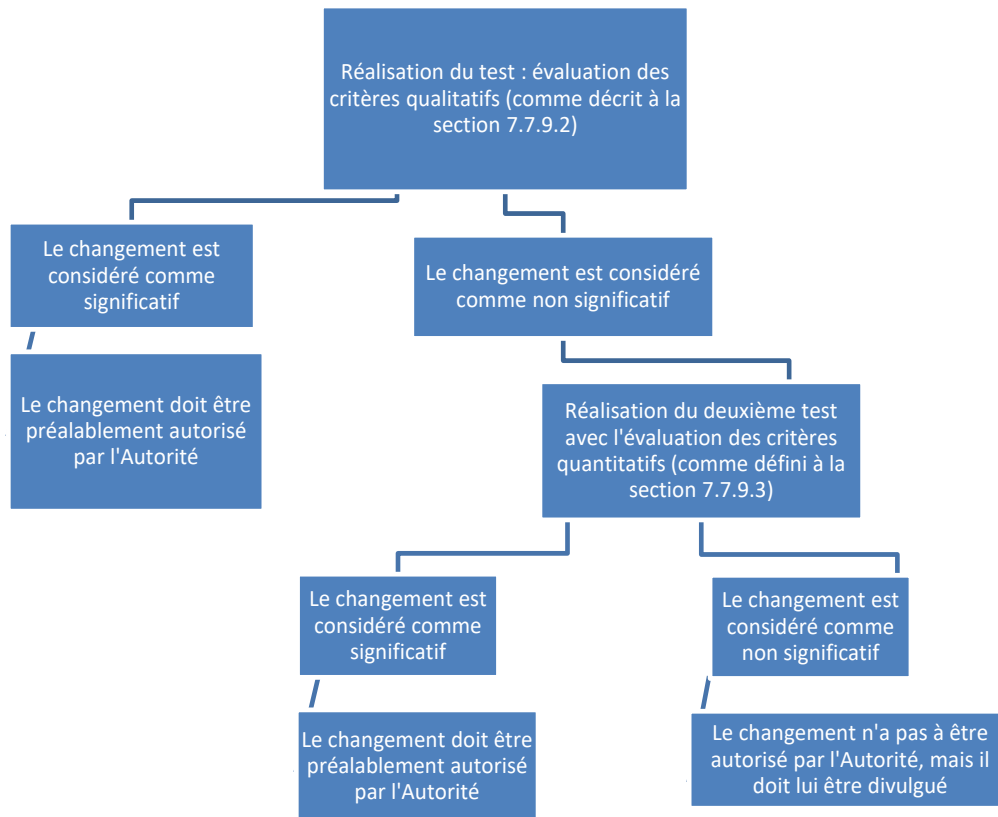 Réalisation du test : évaluation des
critères qualitatifs (comme décrit à la
section 7.7.9.2)
Le changement est
considéré comme
significatif
Le changement est considéré
comme non significatif
Le changement doit être
préalablement autorisé
par l'Autorité
Réalisation du deuxième test
avec l'évaluation des critères
quantitatifs (comme défini à la
section 7.7.9.3)
Le changement est
considéré comme
significatif
Le changement est
considéré comme
non significatif
Le changement doit être
préalablement autorisé
par l'Autorité
Le changement n'a pas à être
autorisé par l'Autorité, mais il
doit lui être divulgué